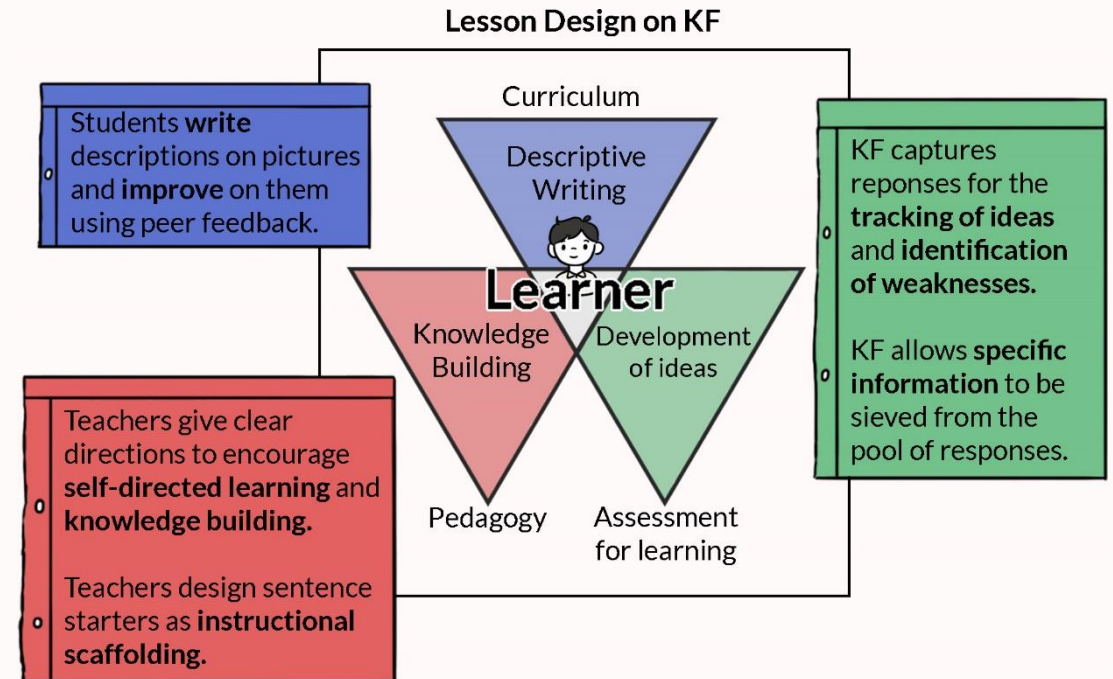 Lesson Design on KF
Students write
descriptions on pictures
and improve on them
using peer feedback.
Curriculum
Descriptive
Writing
Learner
Knowledge
Building
Development
of ideas
Pedagogy
Assessment
for learning
KF captures
reponses for the
tracking of ideas
and identification
of weaknesses.
KF allows specific
information to be
sieved from the
pool of responses.
Teachers give clear
directions to encourage
self-directed learning and
knowledge building.
Teachers design sentence
starters as instructional
scaffolding.